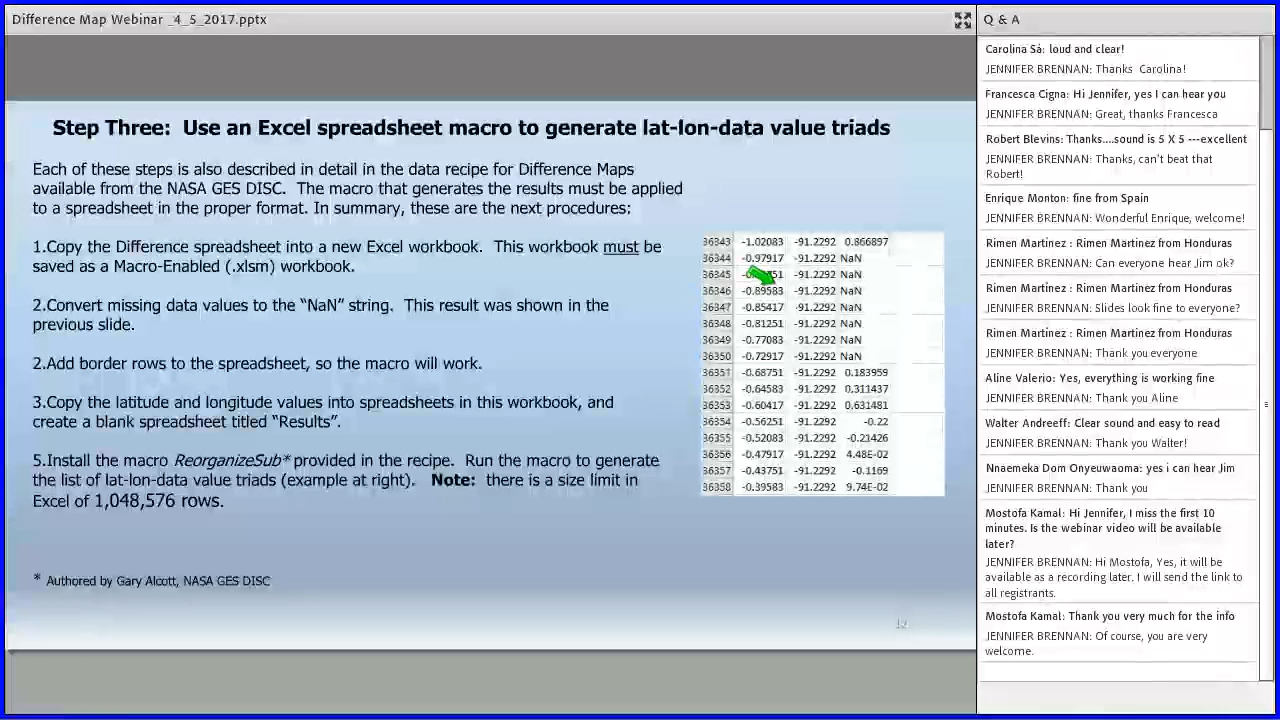 Difference Map Webinar _4_5_2017.pptx
Step Three: Use an Excel spreadsheet macro to generate lat-lon-data value triads
Each of these steps is also described in detail in the data recipe for Difference Maps
available from the NASA GES DISC. The macro that generates the results must be applied
to a spreadsheet in the proper format. In summary, these are the next procedures:
1.Copy the Difference spreadsheet into a new Excel workbook. This workbook must be
saved as a Macro-Enabled (.xlsm) workbook.
2.Convert missing data values to the “NaN” string. This result was shown in the
previous slide.
2.Add border rows to the spreadsheet, so the macro will work.
3.Copy the latitude and longitude values into spreadsheets in this workbook, and
create a blank spreadsheet titled “Results”.
5.Install the macro ReorganizeSub* provided in the recipe. Run the macro to generate
the list of lat-lon-data value triads (example at right). Note: there is a size limit in
Excel of 1,048,576 rows.
* Authored by Gary Alcott, NASA GES DISC
36343 -1.02083 -91.2292 0.866897
36344 -0.97917 -91.2292 NaN
36345 -91.2292 NaN
36346 -0.89583 -91.2292 NaN
36347 -0.85417 -91.2292 NaN
36348 -0.81251 -91.2292 NaN
36349 -0.77083 -91.2292 NaN
36350 -0.72917 -91.2292 NaN
36351 -0.68751 -91.2292 0.183959
36352 -0.64583 -91.2292 0.311437
36353 -0.60417 -91.2292 0.631481
36354 -0.56251 -91.2292 -0.22
36355 -0.52083 -91.2292 -0.21426
36356 -0.47917 -91.2292 4.48E-02
36357 -0.43751 -91.2292 -0.1169
36358 -0.39583 -91.2292 9.74E-02
12
Q & A
Carolina Sà: loud and clear!
JENNIFER BRENNAN: Thanks Carolina!
Francesca Cigna: Hi Jennifer, yes I can hear you
JENNIFER BRENNAN: Great, thanks Francesca
Robert Blevins: Thanks....sound is 5 X 5 ---excellent
JENNIFER BRENNAN: Thanks, can't beat that
Robert!
Enrique Monton: fine from Spain
JENNIFER BRENNAN: Wonderful Enrique, welcome!
Rimen Martínez : Rimen Martinez from Honduras
JENNIFER BRENNAN: Can everyone hear Jim ok?
Rimen Martínez : Rimen Martinez from Honduras
JENNIFER BRENNAN: Slides look fine to everyone?
Rimen Martínez : Rimen Martinez from Honduras
JENNIFER BRENNAN: Thank you everyone
Aline Valerio: Yes, everything is working fine
JENNIFER BRENNAN: Thank you Aline
Walter Andreeff: Clear sound and easy to read
JENNIFER BRENNAN: Thank you Walter!
Nnaemeka Dom Onyeuwaoma: yes i can hear Jim
JENNIFER BRENNAN: Thank you
Mostofa Kamal: Hi Jennifer, I miss the first 10
minutes. Is the webinar video will be available
later?
JENNIFER BRENNAN: Hi Mostofa, Yes, it will be
available as a recording later. I will send the link to
all registrants.
Mostofa Kamal: Thank you very much for the info
JENNIFER BRENNAN: Of course, you are very
welcome.